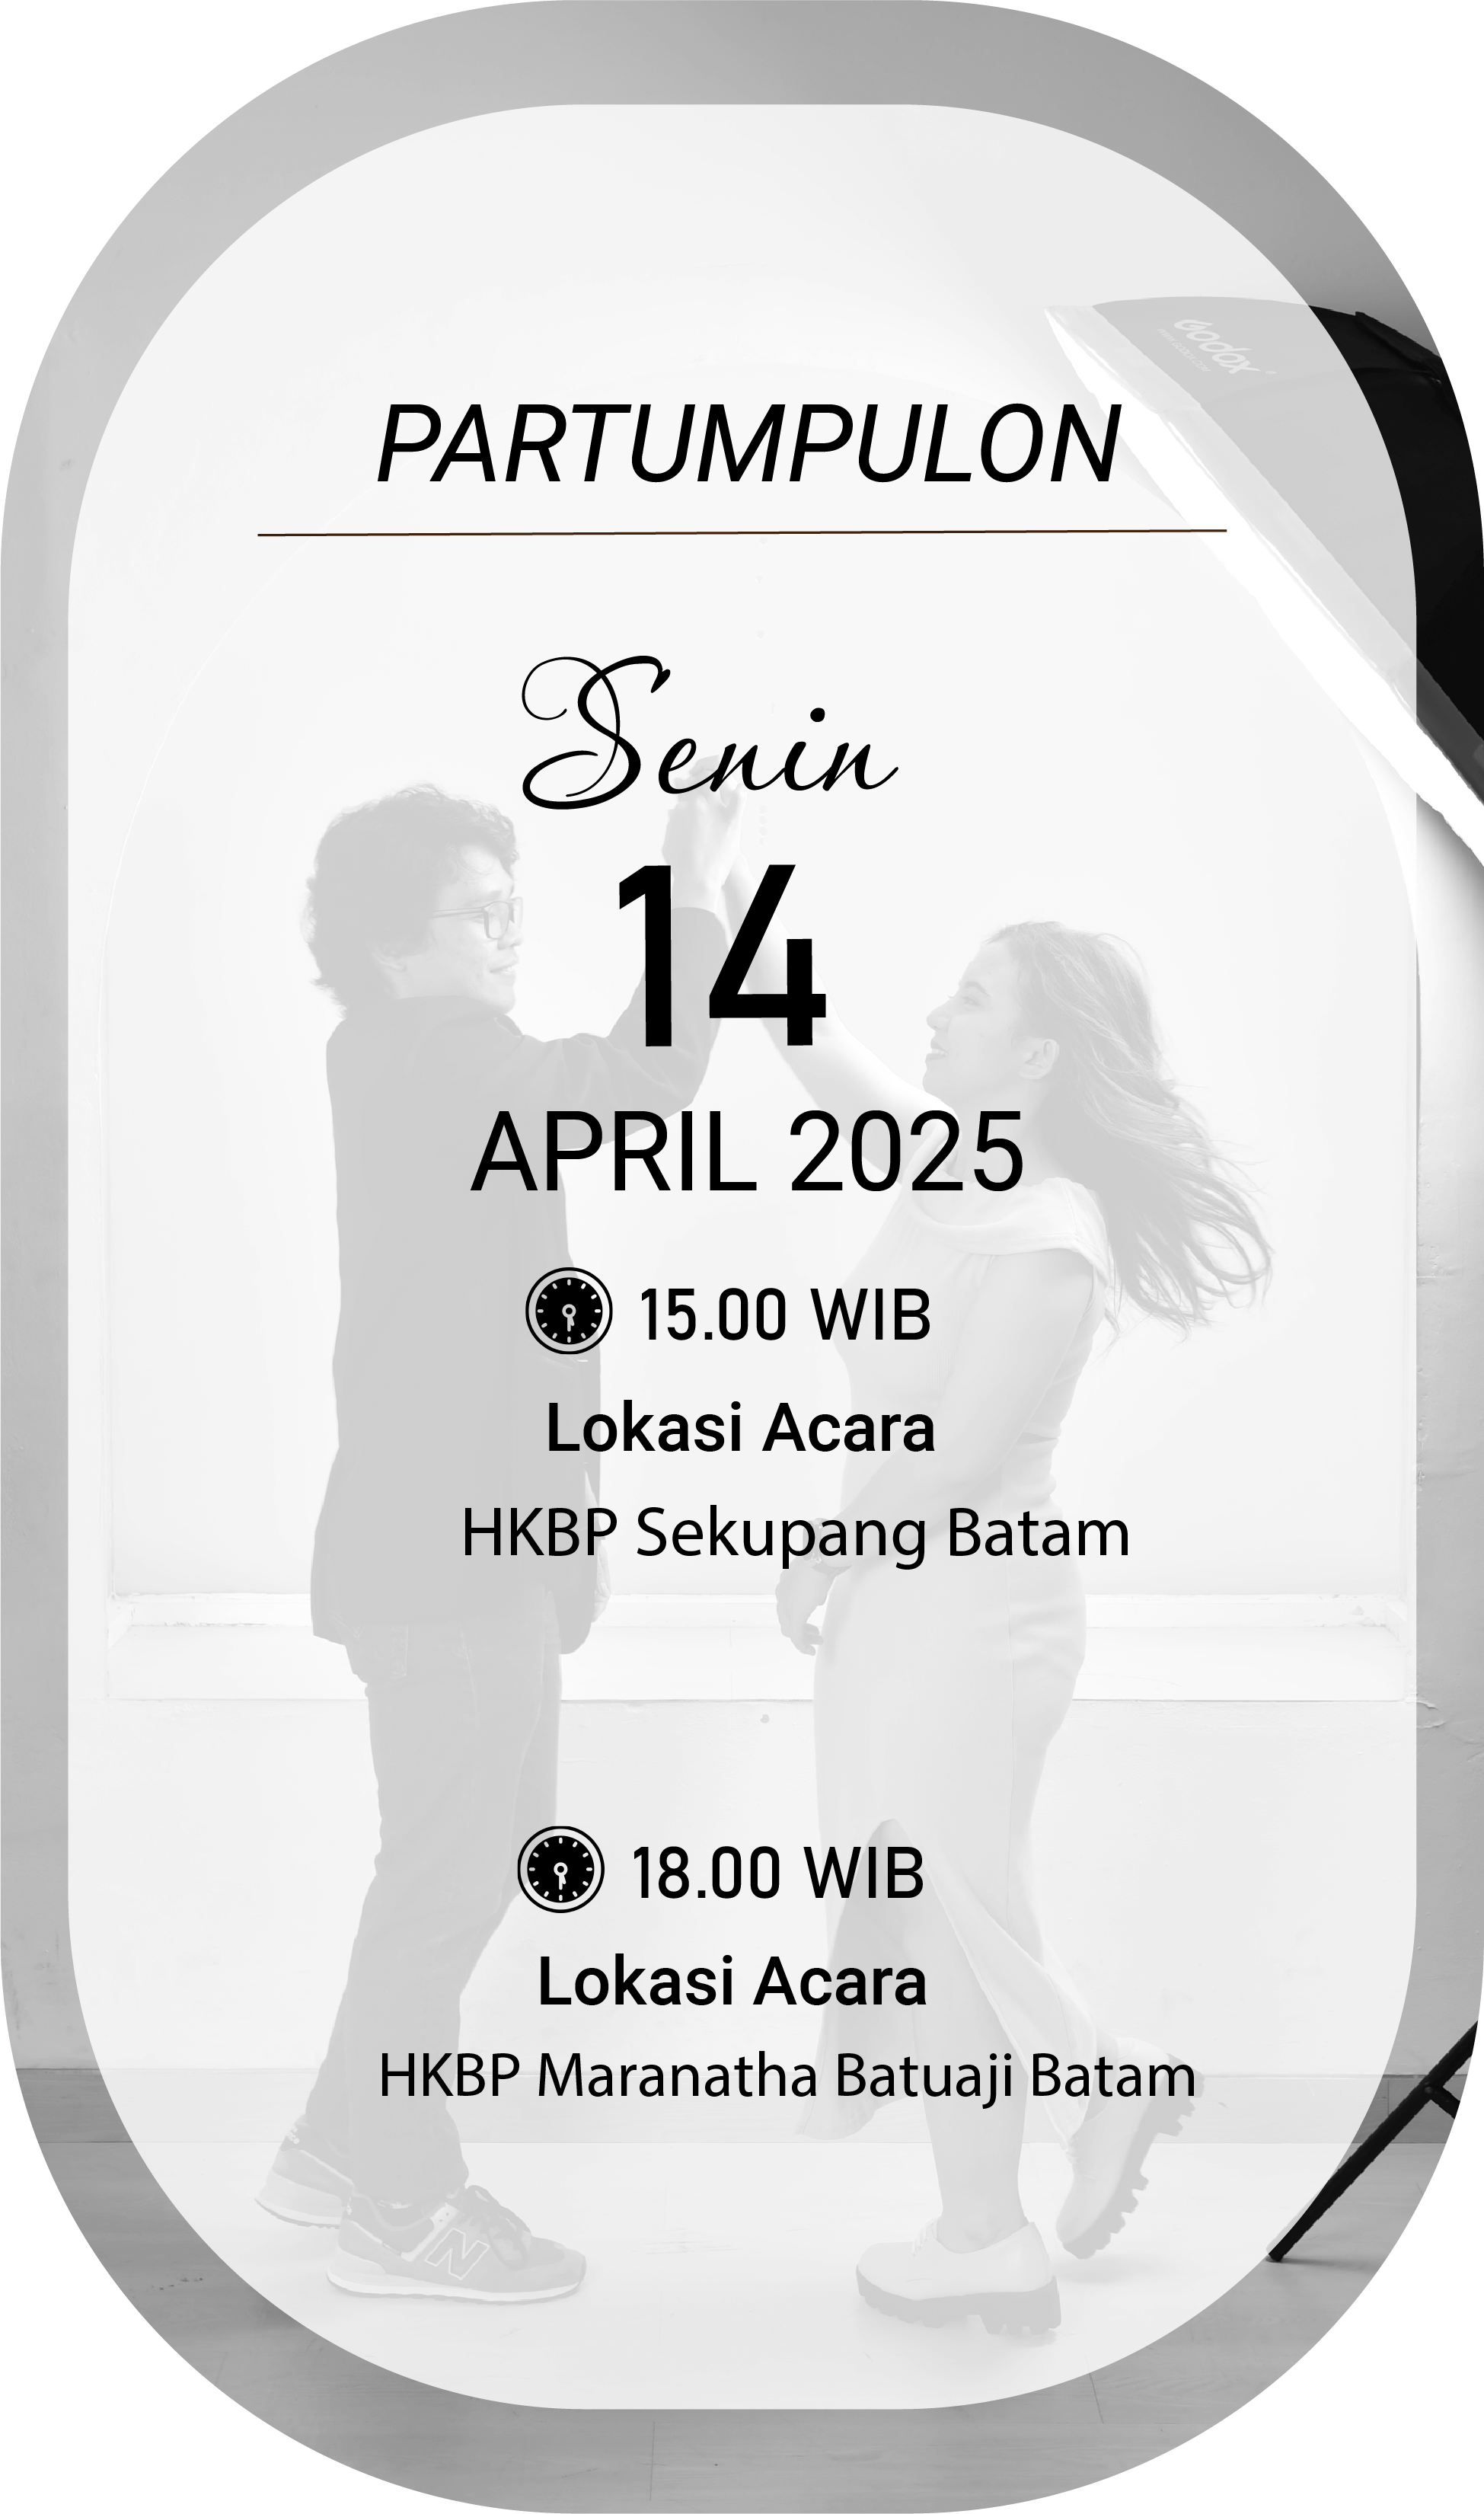 Godox
PARTUMPULON
Senin
14
APRIL 2025
15.00 WIB
Lokasi Acara
HKBP Sekupang Batam
18.00 WIB
Lokasi Acara
HKBP Maranatha Batuaji Batam
N